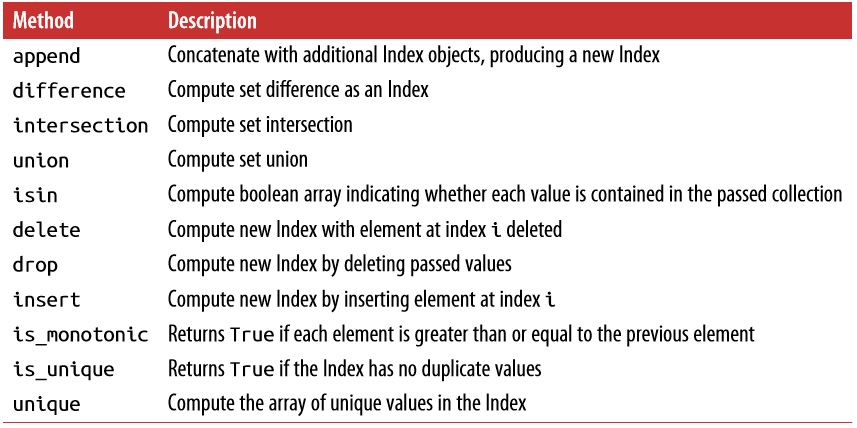 Method Description
append Concatenate with additional Index objects, producing a new Index
difference Compute set difference as an Index
intersection Compute set intersection
union Compute set union
isin Compute boolean array indicating whether each value is contained in the passed collection
delete Compute new Index with element at index i deleted
drop Compute new Index by deleting passed values
insert Compute new Index by inserting element at index i
is_monotonic Returns True if each element is greater than or equal to the previous element
is_unique Returns True if the Index has no duplicate values
unique Compute the array of unique values in the Index